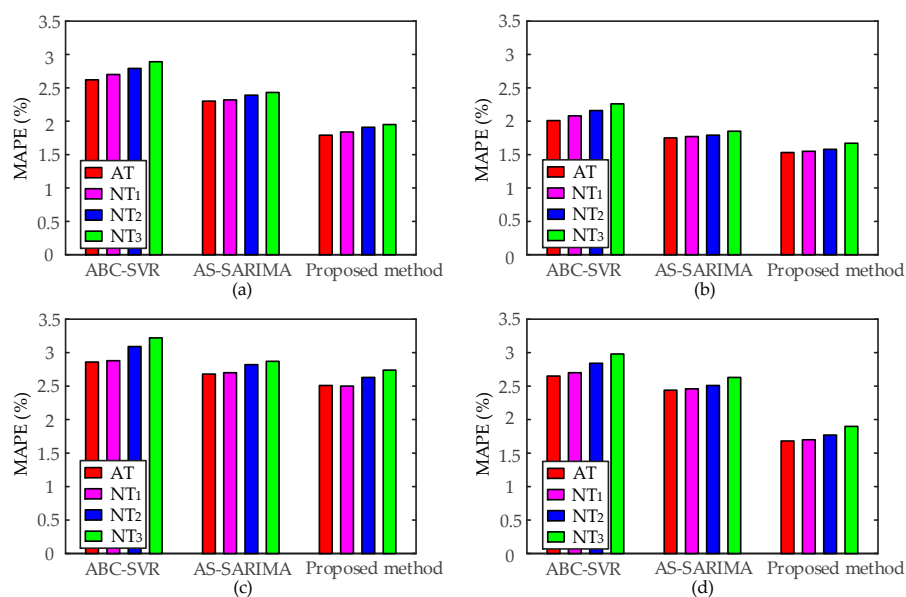 3.5
3
2.5
2
1.5
1
0.5
0
MAPE (%)
AT
NT1
NT2
NT3
ABC-SVR AS-SARIMA Proposed method
(a)
3.5
3
2.5
2
1.5
1
0.5
0
MAPE (%)
AT
NT1
NT2
NT3
ABC-SVR AS-SARIMA Proposed method
(b)
3.5
3
2.5
2
1.5
1
0.5
0
MAPE (%)
AT
NT1
NT2
NT3
ABC-SVR AS-SARIMA Proposed method
(c)
3.5
3
2.5
2
1.5
1
0.5
0
MAPE (%)
AT
NT1
NT2
NT3
ABC-SVR AS-SARIMA Proposed method
(d)